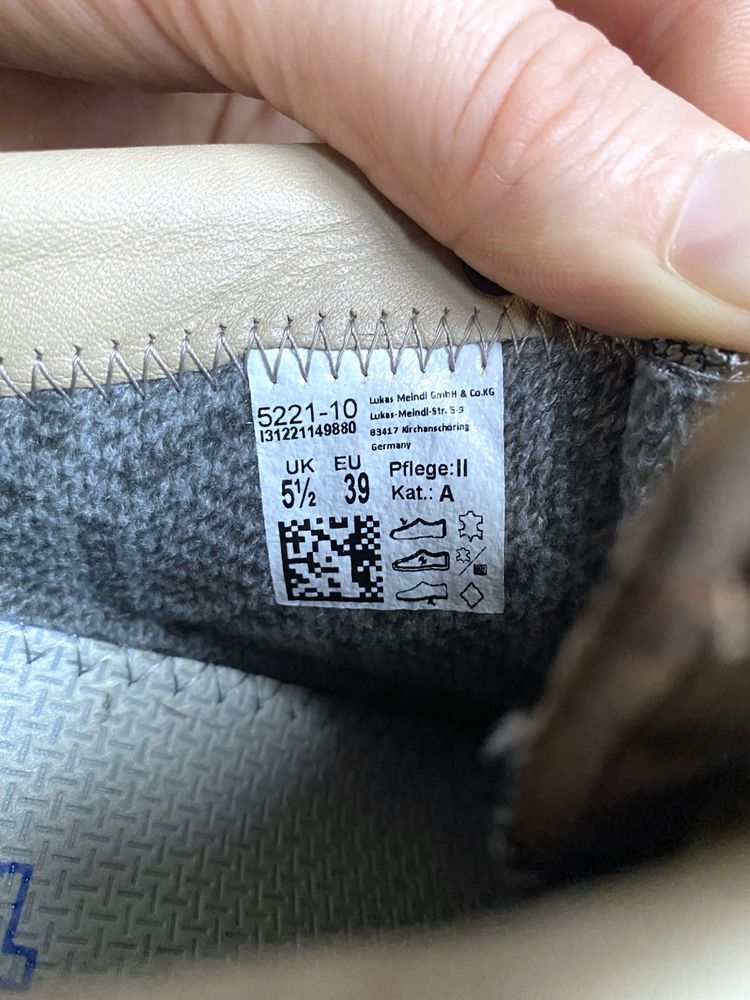 5221-10
I31221149880
Lukas Meindl GmbH & Co.KG
Lukas-Meindl-Str. 5-9
83417 Kirchanschöring
Germany
UK EU
5½ 39
Pflege:II
Kat.: A